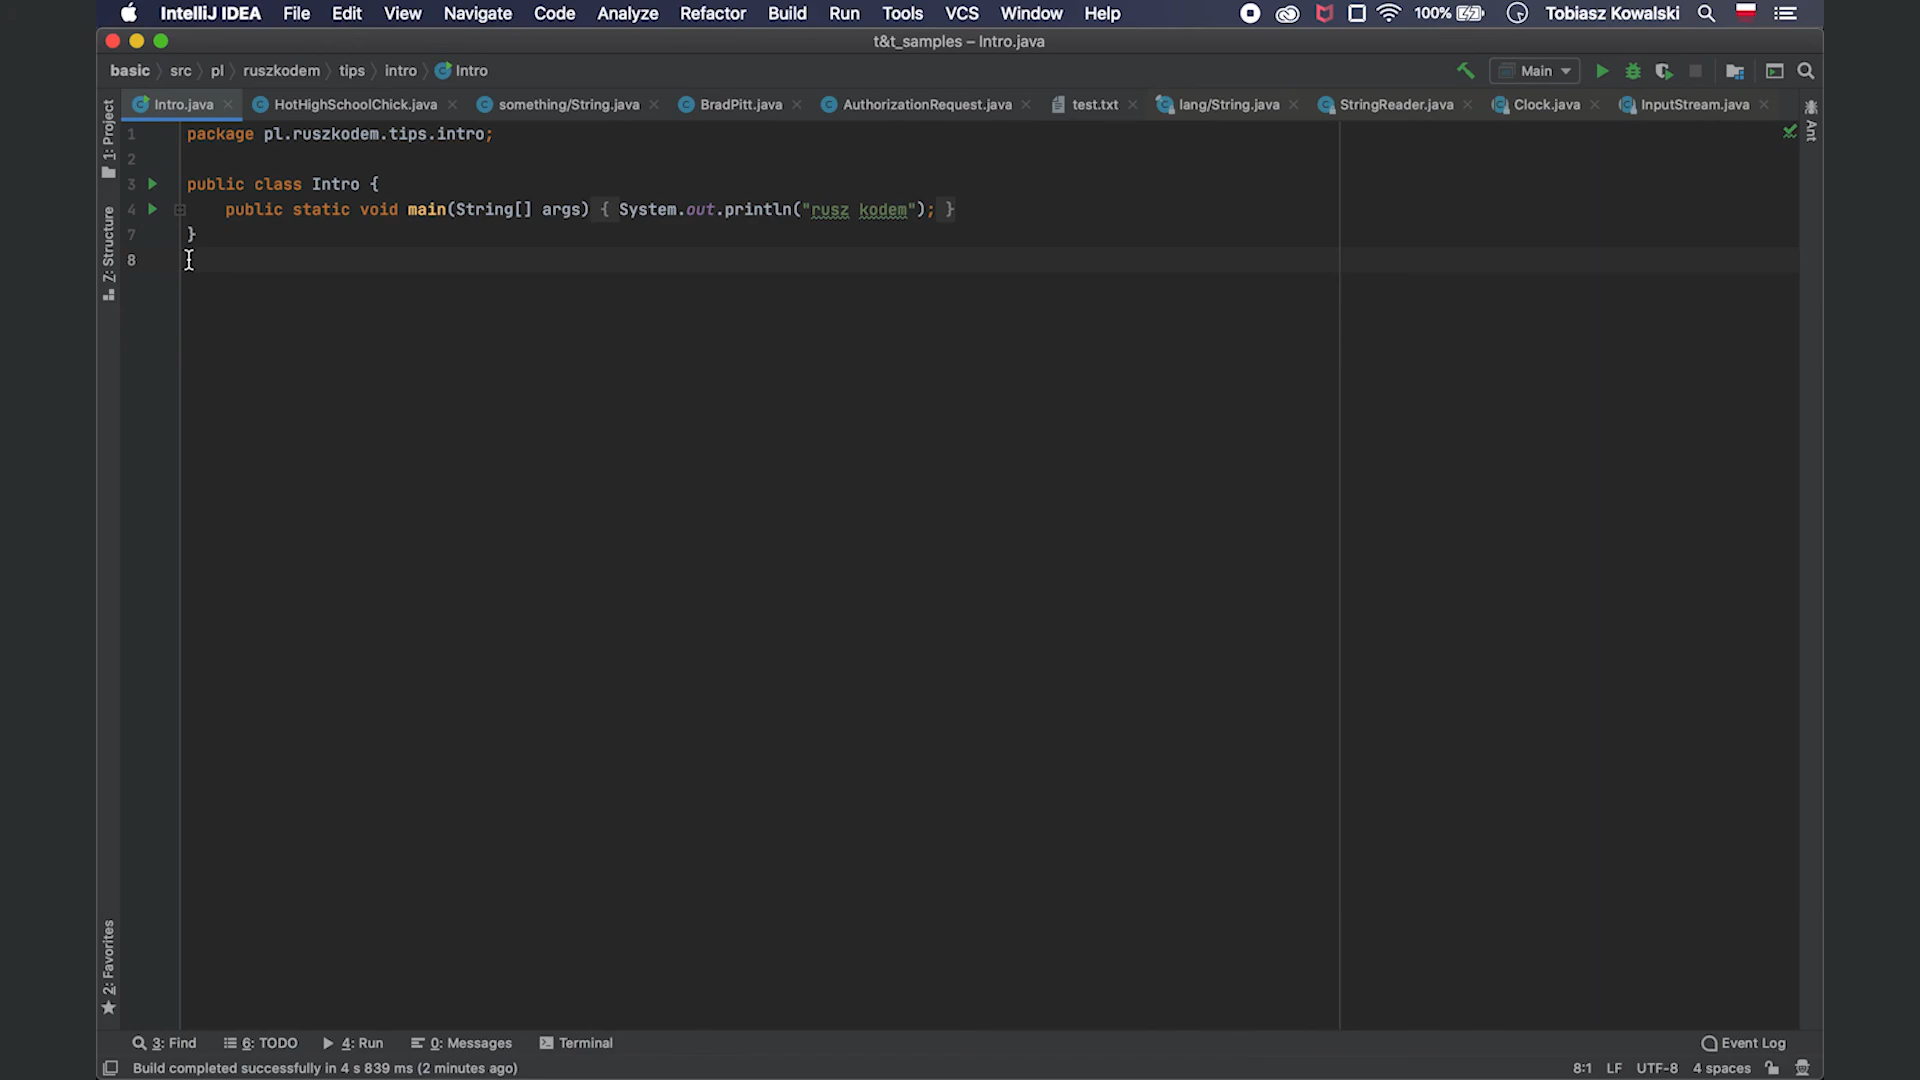 IntelliJ IDEA File Edit View Navigate Code Analyze Refactor Build Run Tools VCS Window Help 100% Tobiasz Kowalski
t&t_samples – Intro.java
basic src pl ruszkodem tips intro Intro Main
Intro.java HotHighSchoolChick.java something/String.java BradPitt.java AuthorizationRequest.java test.txt lang/String.java StringReader.java Clock.java InputStream.java
1: Project
Z: Structure
2: Favorites
Ant
1 package pl.ruszkodem.tips.intro;
2
3 public class Intro {
4 public static void main(String[] args) { System.out.println("rusz kodem"); }
7 }
8
3: Find 6: TODO 4: Run 0: Messages Terminal Event Log
Build completed successfully in 4 s 839 ms (2 minutes ago) 8:1 LF UTF-8 4 spaces